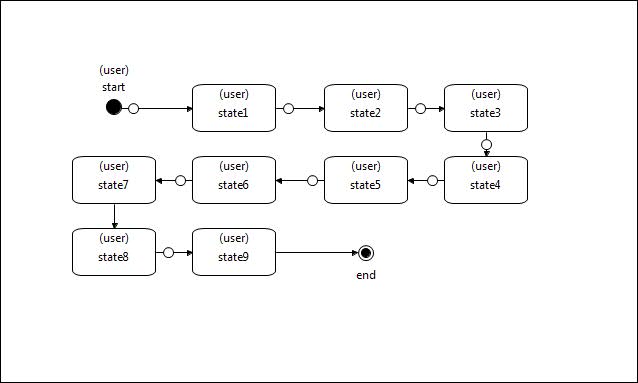 (user)
start
(user)
state1
(user)
state2
(user)
state3
(user)
state7
(user)
state6
(user)
state5
(user)
state4
(user)
state8
(user)
state9
end